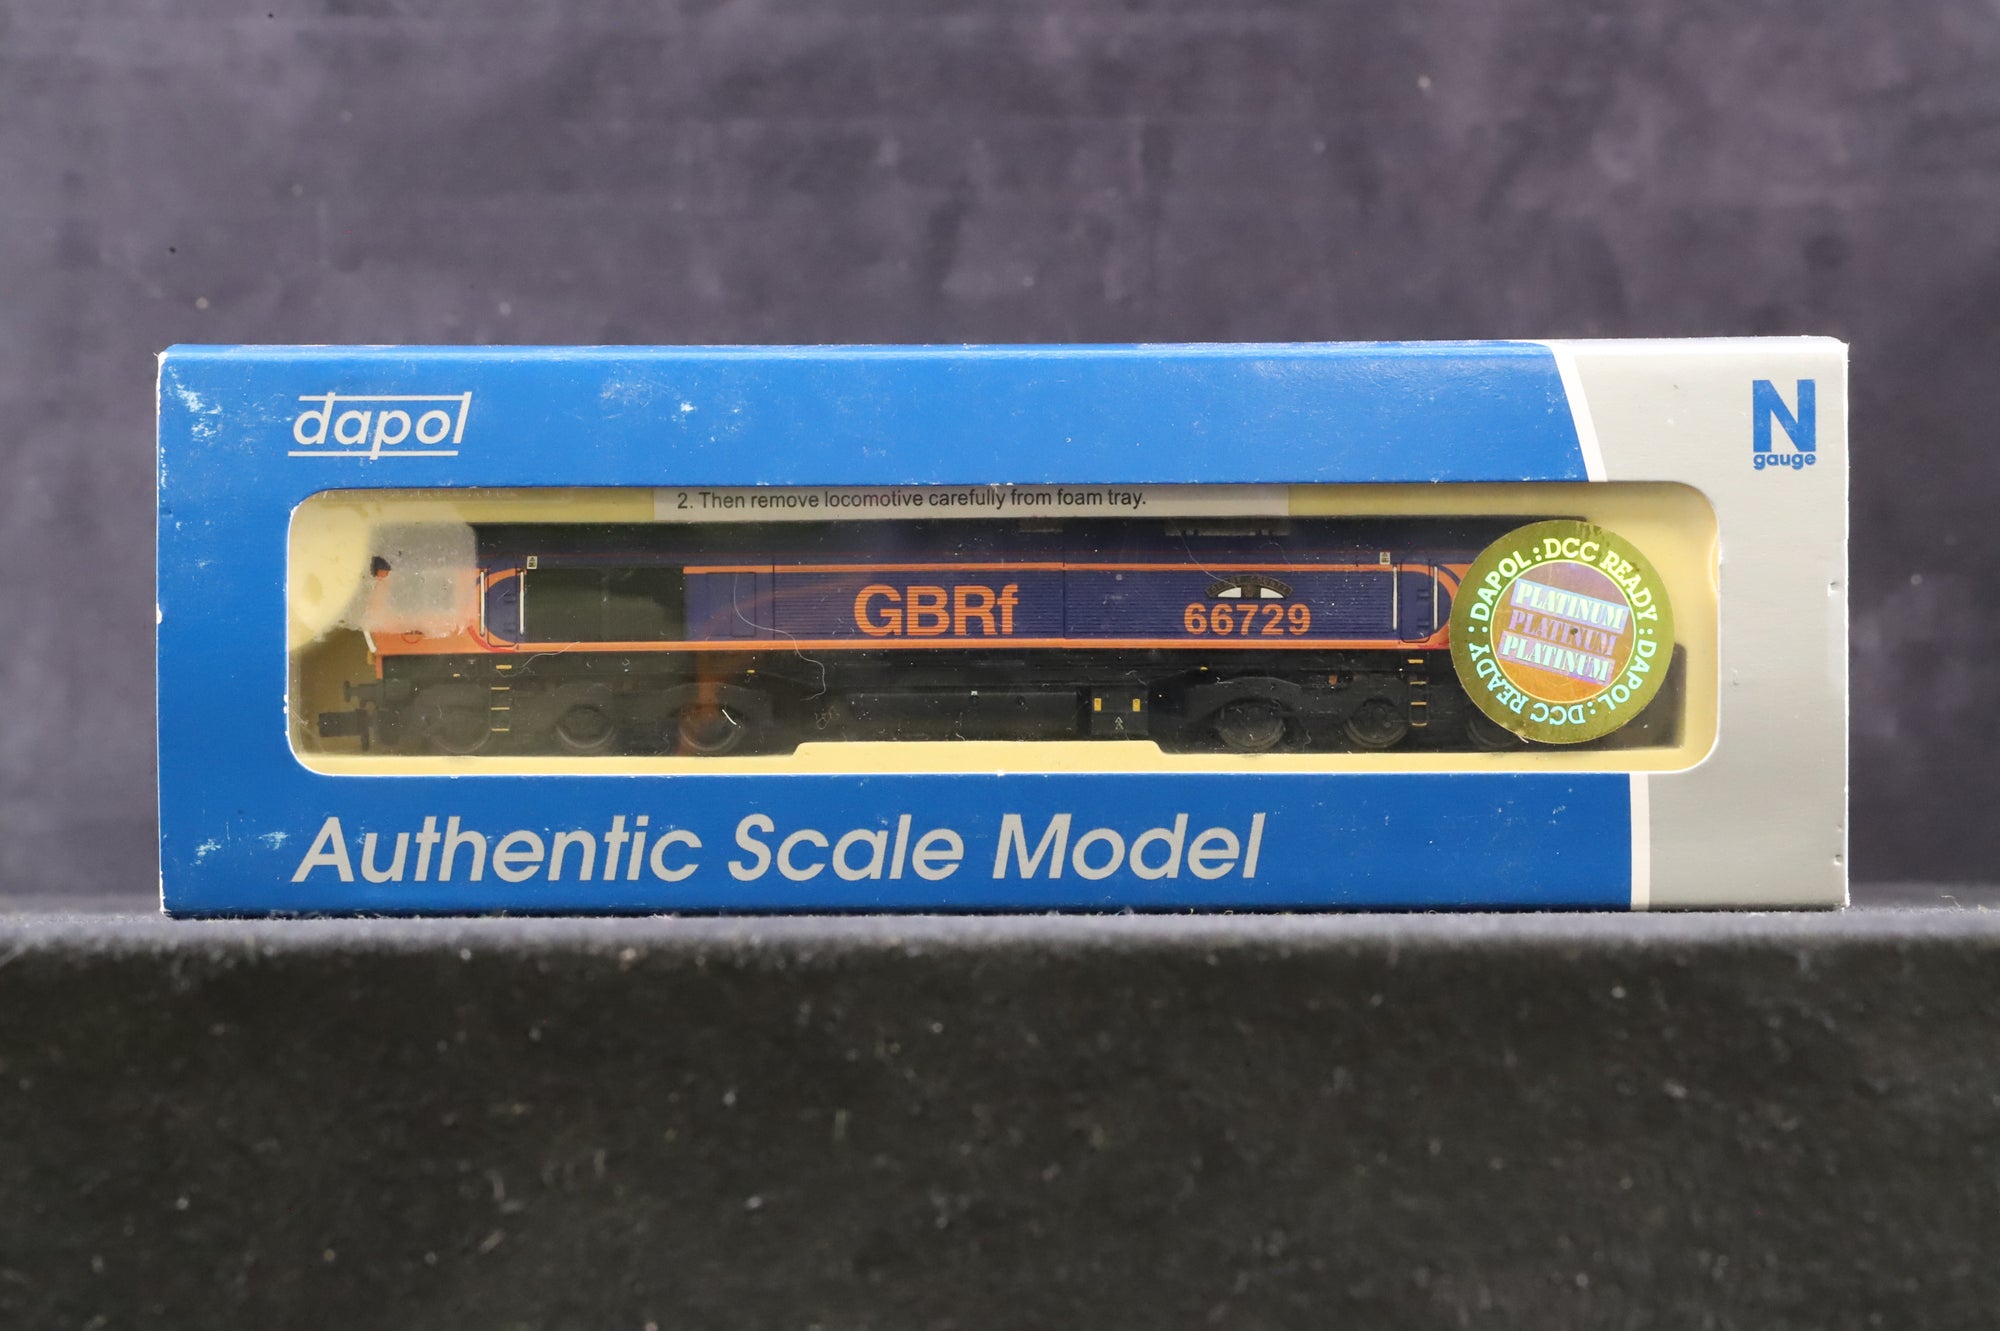 dapol
N
gauge
2. Then remove locomotive carefully from foam tray.
GBRf
66729
DAPOL : DCC READY : DAPOL : DCC READY :
PLATINUM
PLATINUM
PLATINUM
Authentic Scale Model